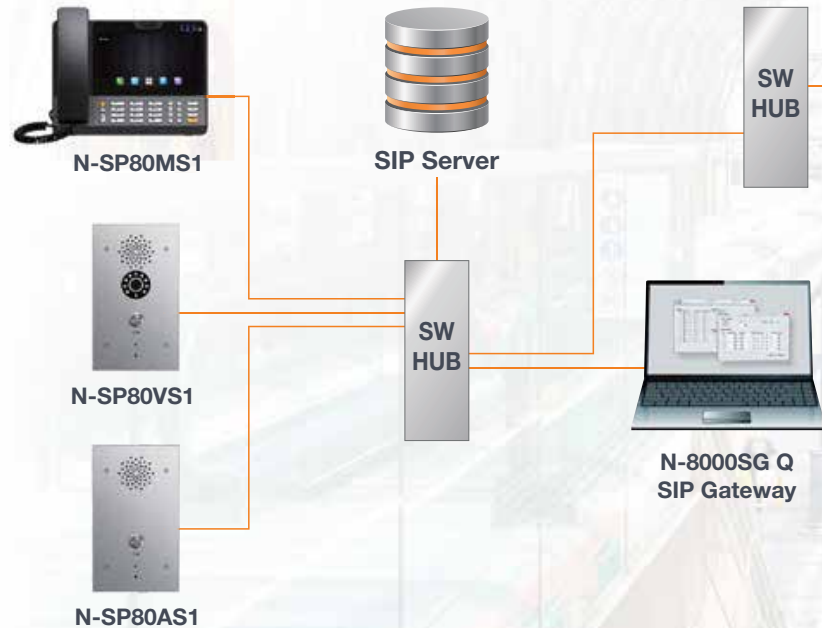 N-SP80MS1
SIP Server
SW
HUB
N-SP80VS1
SW
HUB
N-8000SG Q
SIP Gateway
N-SP80AS1